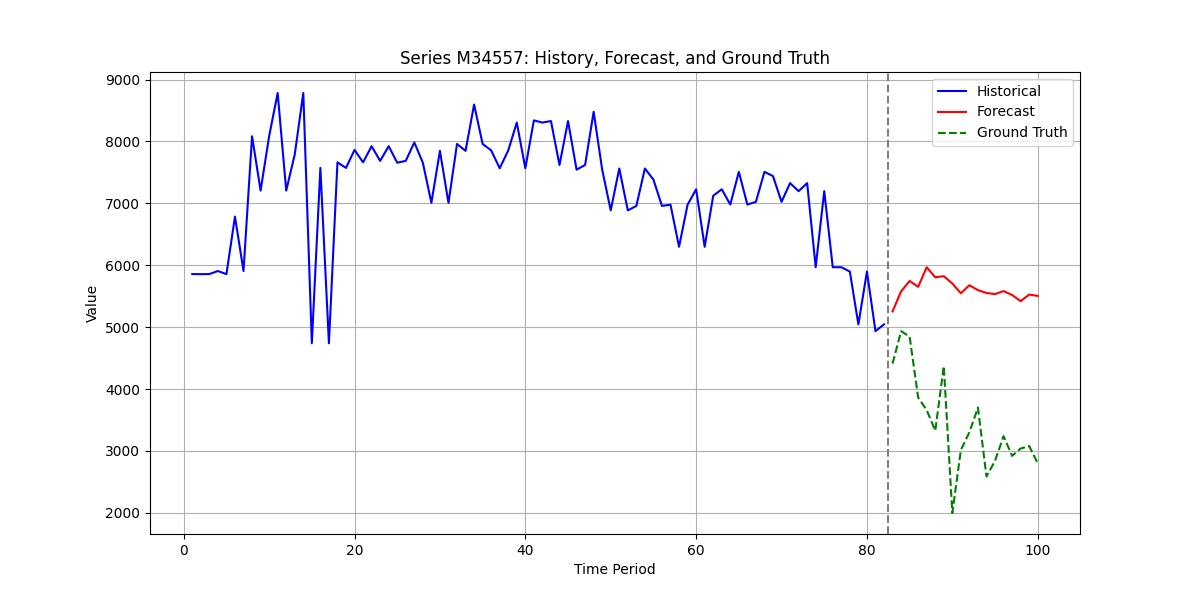 Series M34557: History, Forecast, and Ground Truth
9000
8000
7000
6000
5000
4000
3000
2000
Value
0
20
40
60
80
100
Time Period
Historical
Forecast
Ground Truth